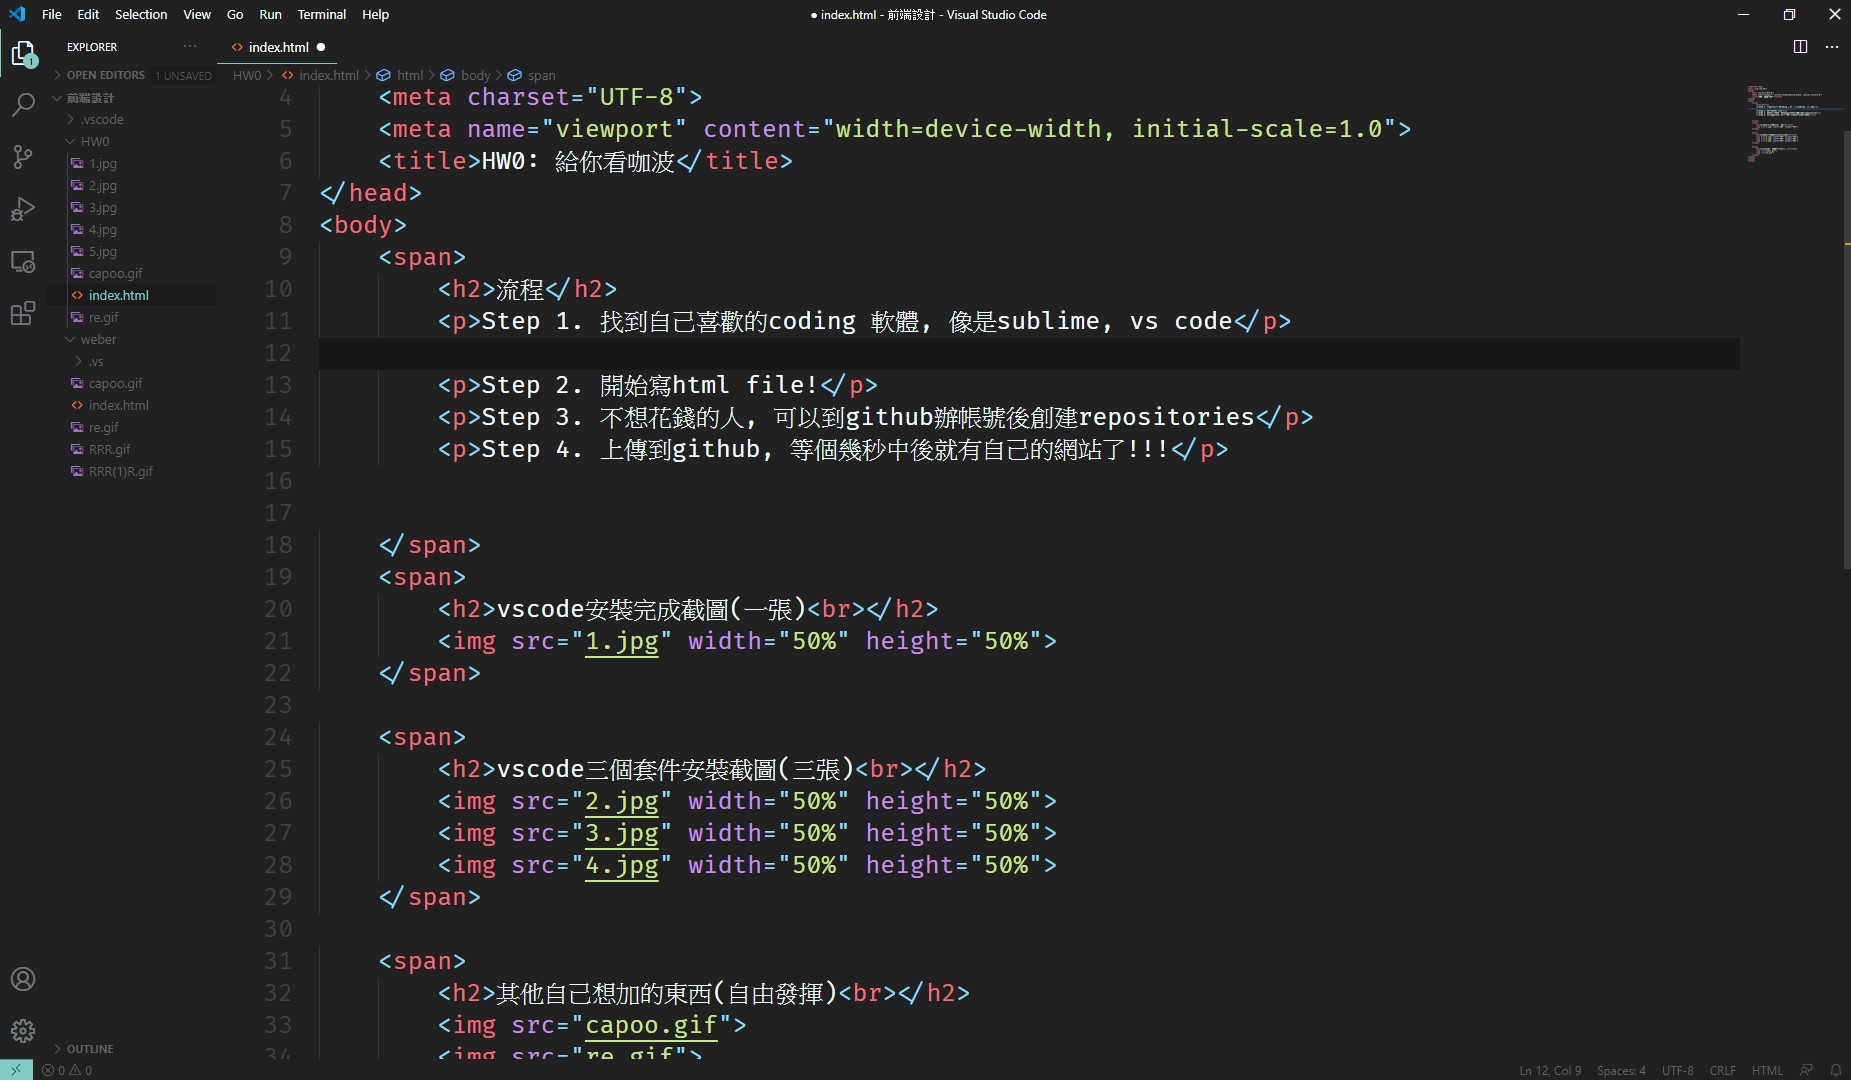 File Edit Selection View Go Run Terminal Help
● index.html - 前端設計 - Visual Studio Code
EXPLORER ···
index.html ●
OPEN EDITORS 1 UNSAVED
HW0 > index.html > html > body > span
前端設計
.vscode
HW0
1.jpg
2.jpg
3.jpg
4.jpg
5.jpg
capoo.gif
index.html
re.gif
weber
.vs
capoo.gif
index.html
re.gif
RRR.gif
RRR(1)R.gif
OUTLINE
1
4 <meta charset="UTF-8">
5 <meta name="viewport" content="width=device-width, initial-scale=1.0">
6 <title>HW0: 給你看咖波</title>
7 </head>
8 <body>
9 <span>
10 <h2>流程</h2>
11 <p>Step 1. 找到自己喜歡的coding 軟體, 像是sublime, vs code</p>
12
13 <p>Step 2. 開始寫html file!</p>
14 <p>Step 3. 不想花錢的人, 可以到github辦帳號後創建repositories</p>
15 <p>Step 4. 上傳到github, 等個幾秒中後就有自己的網站了!!!</p>
16
17
18 </span>
19 <span>
20 <h2>vscode安裝完成截圖(一張)<br></h2>
21 <img src="1.jpg" width="50%" height="50%">
22 </span>
23
24 <span>
25 <h2>vscode三個套件安裝截圖(三張)<br></h2>
26 <img src="2.jpg" width="50%" height="50%">
27 <img src="3.jpg" width="50%" height="50%">
28 <img src="4.jpg" width="50%" height="50%">
29 </span>
30
31 <span>
32 <h2>其他自己想加的東西(自由發揮)<br></h2>
33 <img src="capoo.gif">
34 <img src="re.gif">
0 0
Ln 12, Col 9 Spaces: 4 UTF-8 CRLF HTML